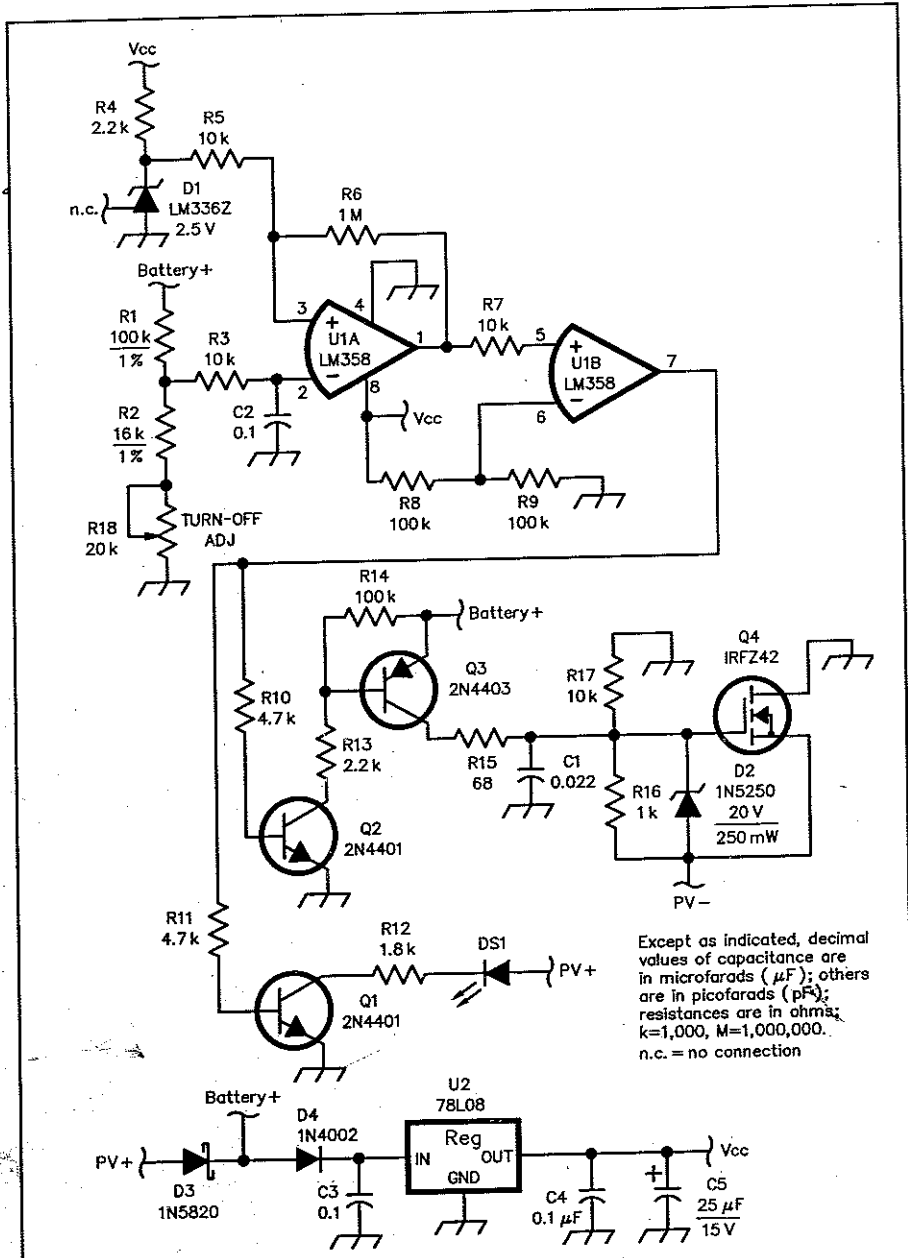 Vcc
R4
2.2 k
R5
10 k
D1
LM336Z
2.5 V
n.c.
R6
1 M
Battery+
R1
100 k
1 %
R3
10 k
R2
16 k
1 %
C2
0.1
R18
20 k
TURN-OFF
ADJ
3
+
4
U1A
LM358
1
−
2
8
Vcc
R7
10 k
5
+
U1B
LM358
7
−
6
R8
100 k
R9
100 k
R14
100 k
Battery+
Q3
2N4403
R10
4.7 k
R13
2.2 k
R15
68
C1
0.022
R17
10 k
Q4
IRFZ42
R16
1 k
D2
1N5250
20 V
250 mW
PV−
Q2
2N4401
R11
4.7 k
R12
1.8 k
DS1
PV+
Q1
2N4401
Except as indicated, decimal
values of capacitance are
in microfarads (μF); others
are in picofarads (pF);
resistances are in ohms;
k=1,000, M=1,000,000.
n.c. = no connection
Battery+
PV+
D3
1N5820
D4
1N4002
C3
0.1
U2
78L08
Reg
IN
OUT
GND
C4
0.1 μF
+
C5
25 μF
15 V
Vcc